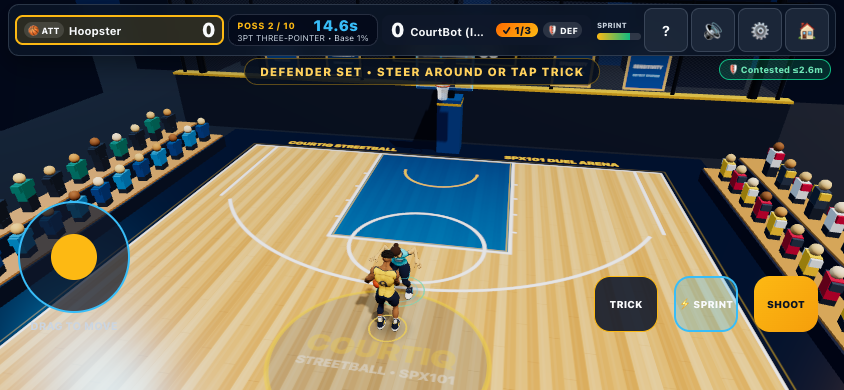 ATT Hoopster 0
POSS 2 / 10 14.6s
3PT THREE-POINTER • Base 1%
0 CourtBot (I... ✓ 1/3 DEF
SPRINT
?
DEFENDER SET • STEER AROUND OR TAP TRICK
Contested ≤2.6m
COURTIQ STREETBALL
SPX101 DUEL ARENA
TRICK
SPRINT
SHOOT
COURTIQ
STREETBALL • SPX101